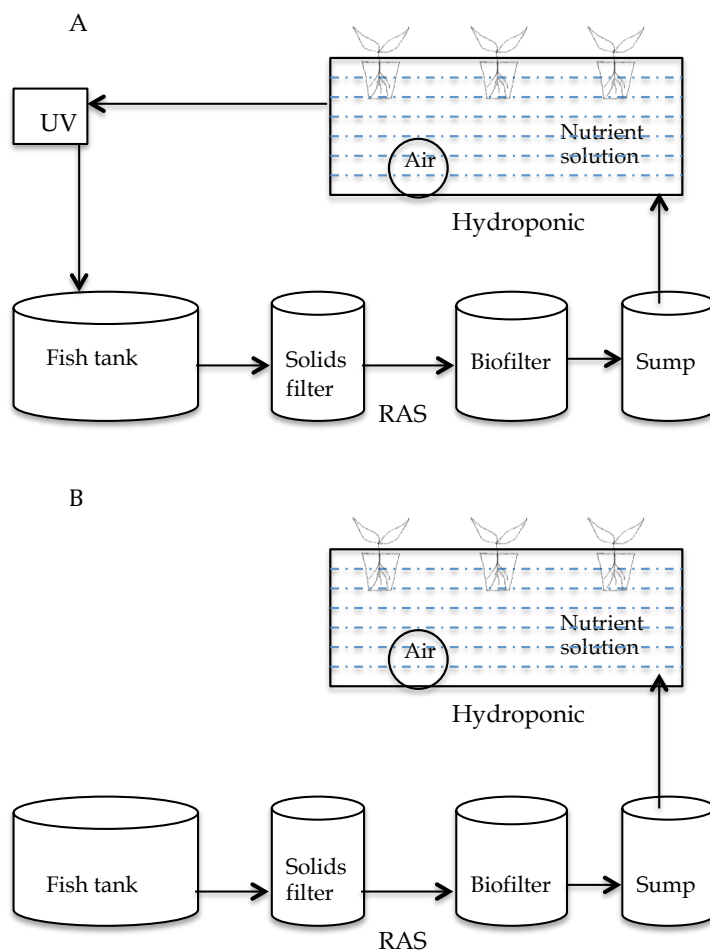 A
UV
Air
Nutrient
solution
Hydroponic
Fish tank
Solids
filter
Biofilter
Sump
RAS
B
Air
Nutrient
solution
Hydroponic
Fish tank
Solids
filter
Biofilter
Sump
RAS